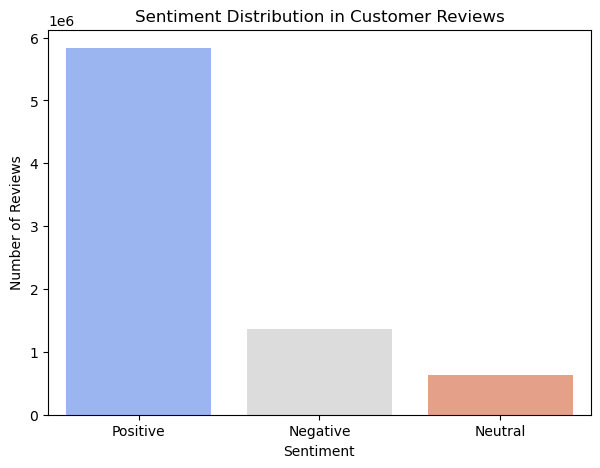 Sentiment Distribution in Customer Reviews
1e6
6
5
4
3
2
1
0
Number of Reviews
Positive Negative Neutral
Sentiment